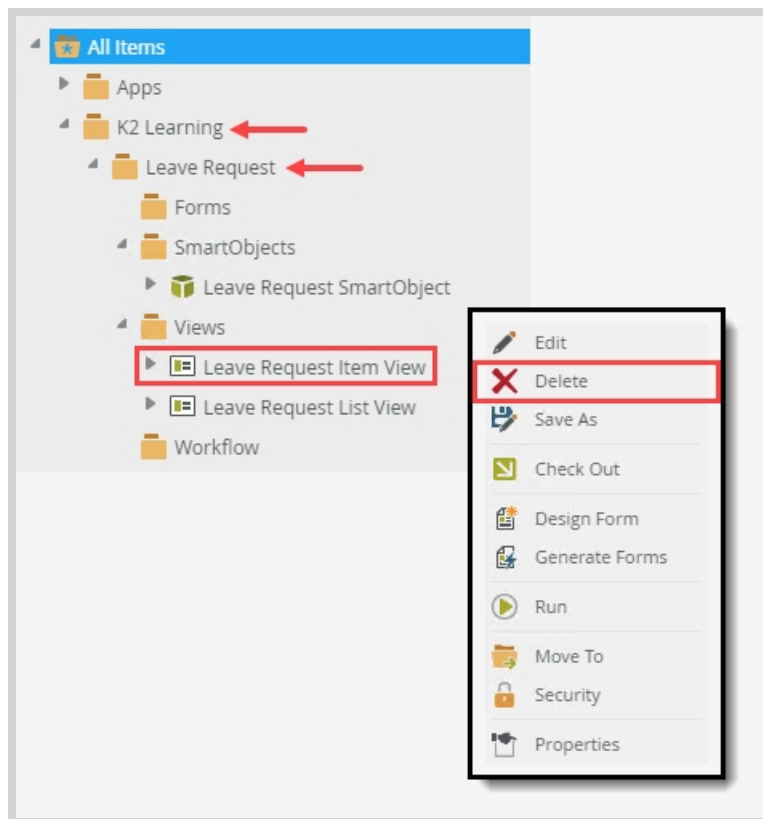 All Items
Apps
K2 Learning
Leave Request
Forms
SmartObjects
Leave Request SmartObject
Views
Leave Request Item View
Leave Request List View
Workflow
Edit
Delete
Save As
Check Out
Design Form
Generate Forms
Run
Move To
Security
Properties